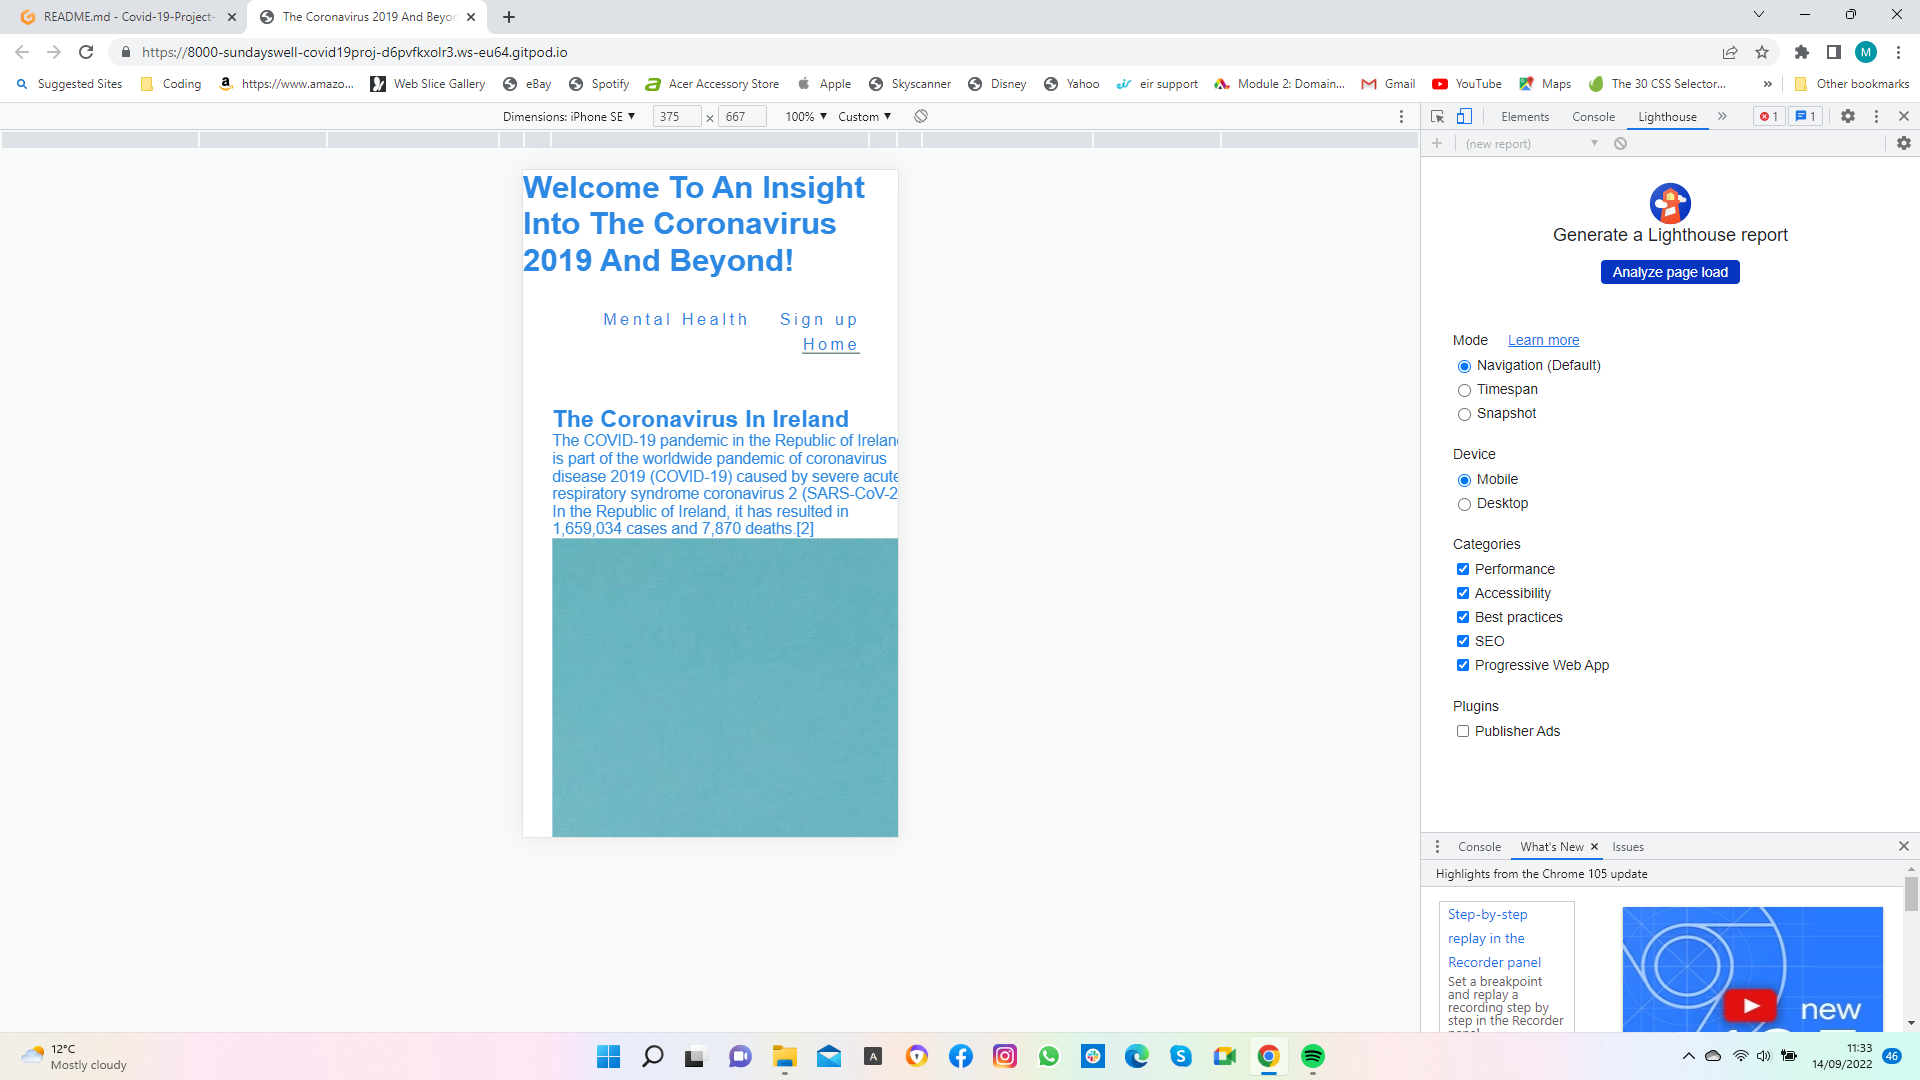 README.md - Covid-19-Project-
The Coronavirus 2019 And Beyon
https://8000-sundayswell-covid19proj-d6pvfkxolr3.ws-eu64.gitpod.io
M
Suggested Sites
Coding
https://www.amazo...
Web Slice Gallery
eBay
Spotify
Acer Accessory Store
Apple
Skyscanner
Disney
Yahoo
eir support
Module 2: Domain...
Gmail
YouTube
Maps
The 30 CSS Selector...
»
Other bookmarks
Dimensions: iPhone SE ▼ 375 × 667 100% ▼ Custom ▼
Elements Console Lighthouse » 1 1
(new report)
Welcome To An Insight
Into The Coronavirus
2019 And Beyond!
Mental Health Sign up
Home
The Coronavirus In Ireland
The COVID-19 pandemic in the Republic of Irelan
is part of the worldwide pandemic of coronavirus
disease 2019 (COVID-19) caused by severe acute
respiratory syndrome coronavirus 2 (SARS-CoV-2
In the Republic of Ireland, it has resulted in
1,659,034 cases and 7,870 deaths.[2]
Generate a Lighthouse report
Analyze page load
Mode Learn more
Navigation (Default)
Timespan
Snapshot
Device
Mobile
Desktop
Categories
Performance
Accessibility
Best practices
SEO
Progressive Web App
Plugins
Publisher Ads
Console What's New Issues
Highlights from the Chrome 105 update
Step-by-step
replay in the
Recorder panel
Set a breakpoint
and replay a
recording step by
step in the Recorder
new
12°C
Mostly cloudy
A
11:33
14/09/2022
46